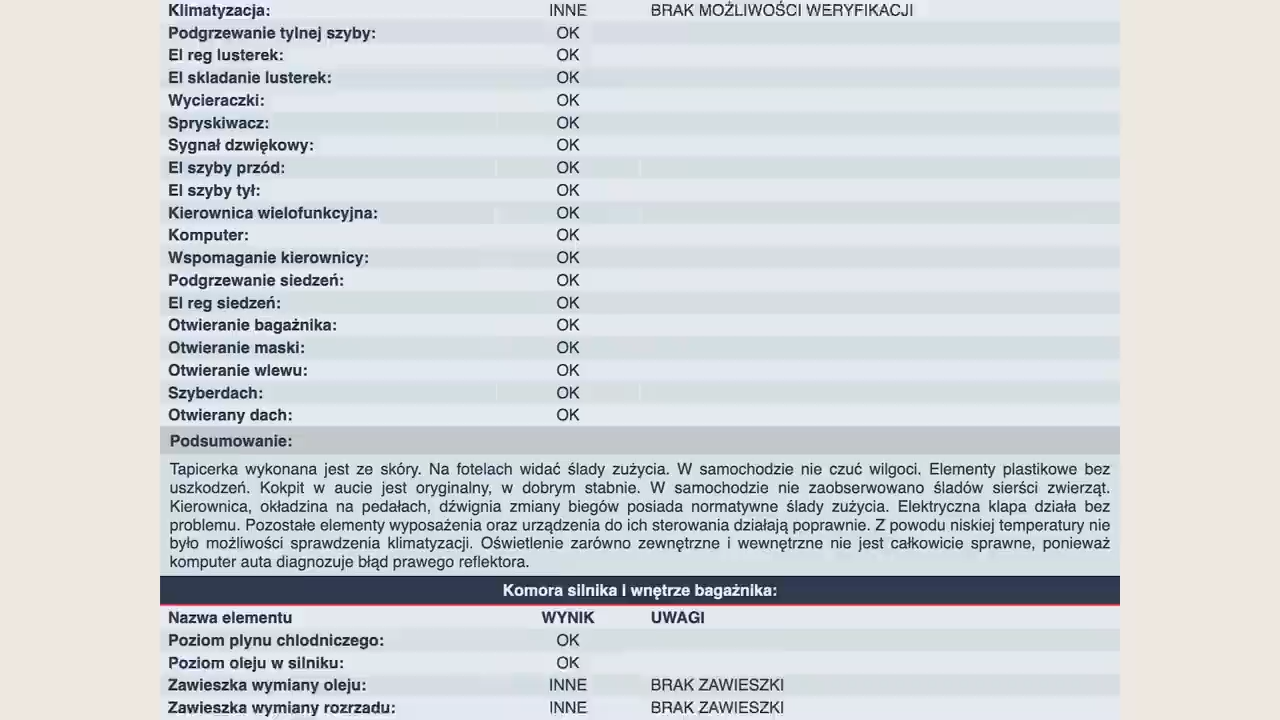 Klimatyzacja: INNE BRAK MOŻLIWOŚCI WERYFIKACJI
Podgrzewanie tylnej szyby: OK
El reg lusterek: OK
El skladanie lusterek: OK
Wycieraczki: OK
Spryskiwacz: OK
Sygnał dzwiękowy: OK
El szyby przód: OK
El szyby tył: OK
Kierownica wielofunkcyjna: OK
Komputer: OK
Wspomaganie kierownicy: OK
Podgrzewanie siedzeń: OK
El reg siedzeń: OK
Otwieranie bagażnika: OK
Otwieranie maski: OK
Otwieranie wlewu: OK
Szyberdach: OK
Otwierany dach: OK
Podsumowanie:
Tapicerka wykonana jest ze skóry. Na fotelach widać ślady zużycia. W samochodzie nie czuć wilgoci. Elementy plastikowe bez
uszkodzeń. Kokpit w aucie jest oryginalny, w dobrym stabnie. W samochodzie nie zaobserwowano śladów sierści zwierząt.
Kierownica, okładzina na pedałach, dźwignia zmiany biegów posiada normatywne ślady zużycia. Elektryczna klapa działa bez
problemu. Pozostałe elementy wyposażenia oraz urządzenia do ich sterowania działają poprawnie. Z powodu niskiej temperatury nie
było możliwości sprawdzenia klimatyzacji. Oświetlenie zarówno zewnętrzne i wewnętrzne nie jest całkowicie sprawne, ponieważ
komputer auta diagnozuje błąd prawego reflektora.
Komora silnika i wnętrze bagażnika:
Nazwa elementu WYNIK UWAGI
Poziom plynu chlodniczego: OK
Poziom oleju w silniku: OK
Zawieszka wymiany oleju: INNE BRAK ZAWIESZKI
Zawieszka wymiany rozrzadu: INNE BRAK ZAWIESZKI